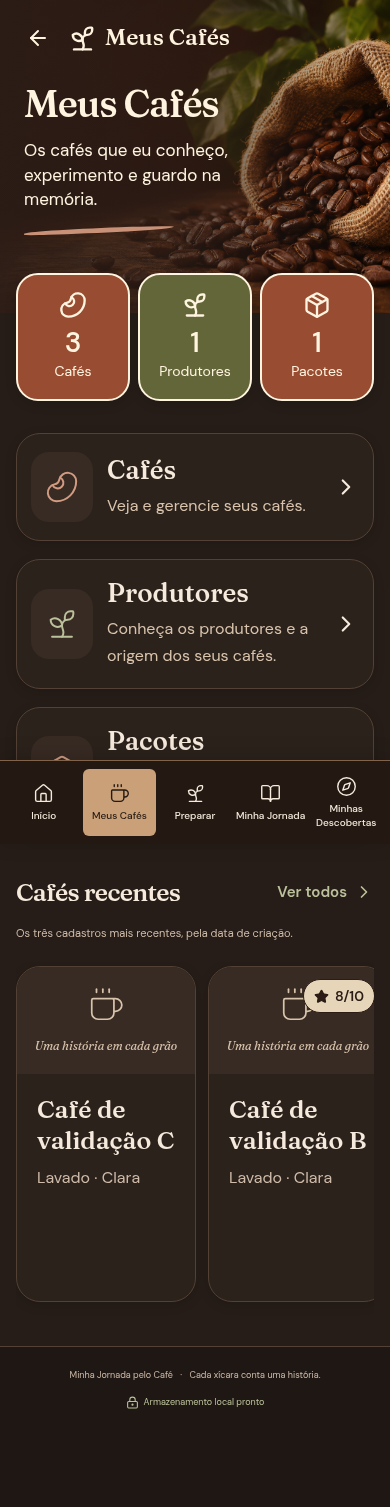 Meus Cafés
Meus Cafés
Os cafés que eu conheço,
experimento e guardo na
memória.
3
Cafés
1
Produtores
1
Pacotes
Cafés
Veja e gerencie seus cafés.
Produtores
Conheça os produtores e a
origem dos seus cafés.
Pacotes
Início
Meus Cafés
Preparar
Minha Jornada
Minhas
Descobertas
Cafés recentes
Ver todos
Os três cadastros mais recentes, pela data de criação.
Uma história em cada grão
Café de
validação C
Lavado · Clara
8/10
Uma história em cada grão
Café de
validação B
Lavado · Clara
Minha Jornada pelo Café · Cada xícara conta uma história.
Armazenamento local pronto